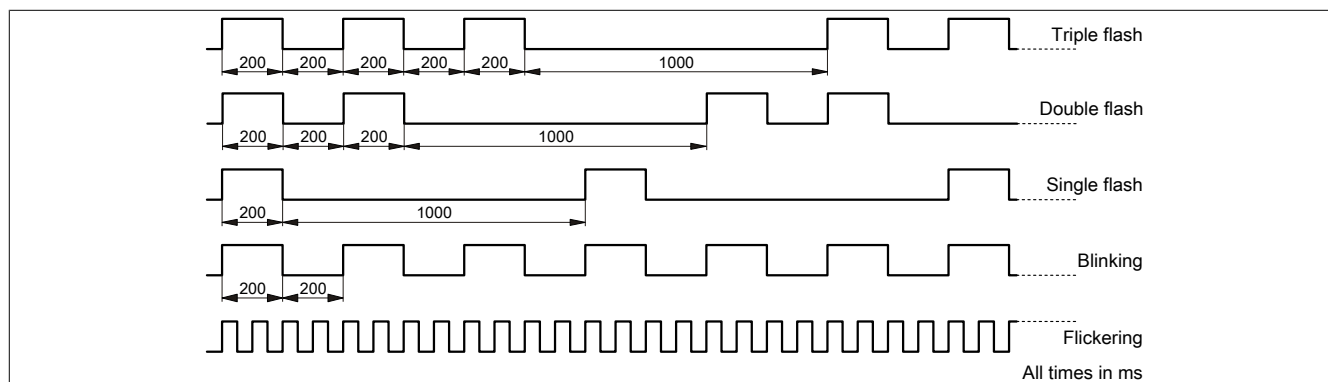 Triple flash
200 200 200 200 200 1000
Double flash
200 200 200 1000
Single flash
200 1000
Blinking
200 200
Flickering
All times in ms